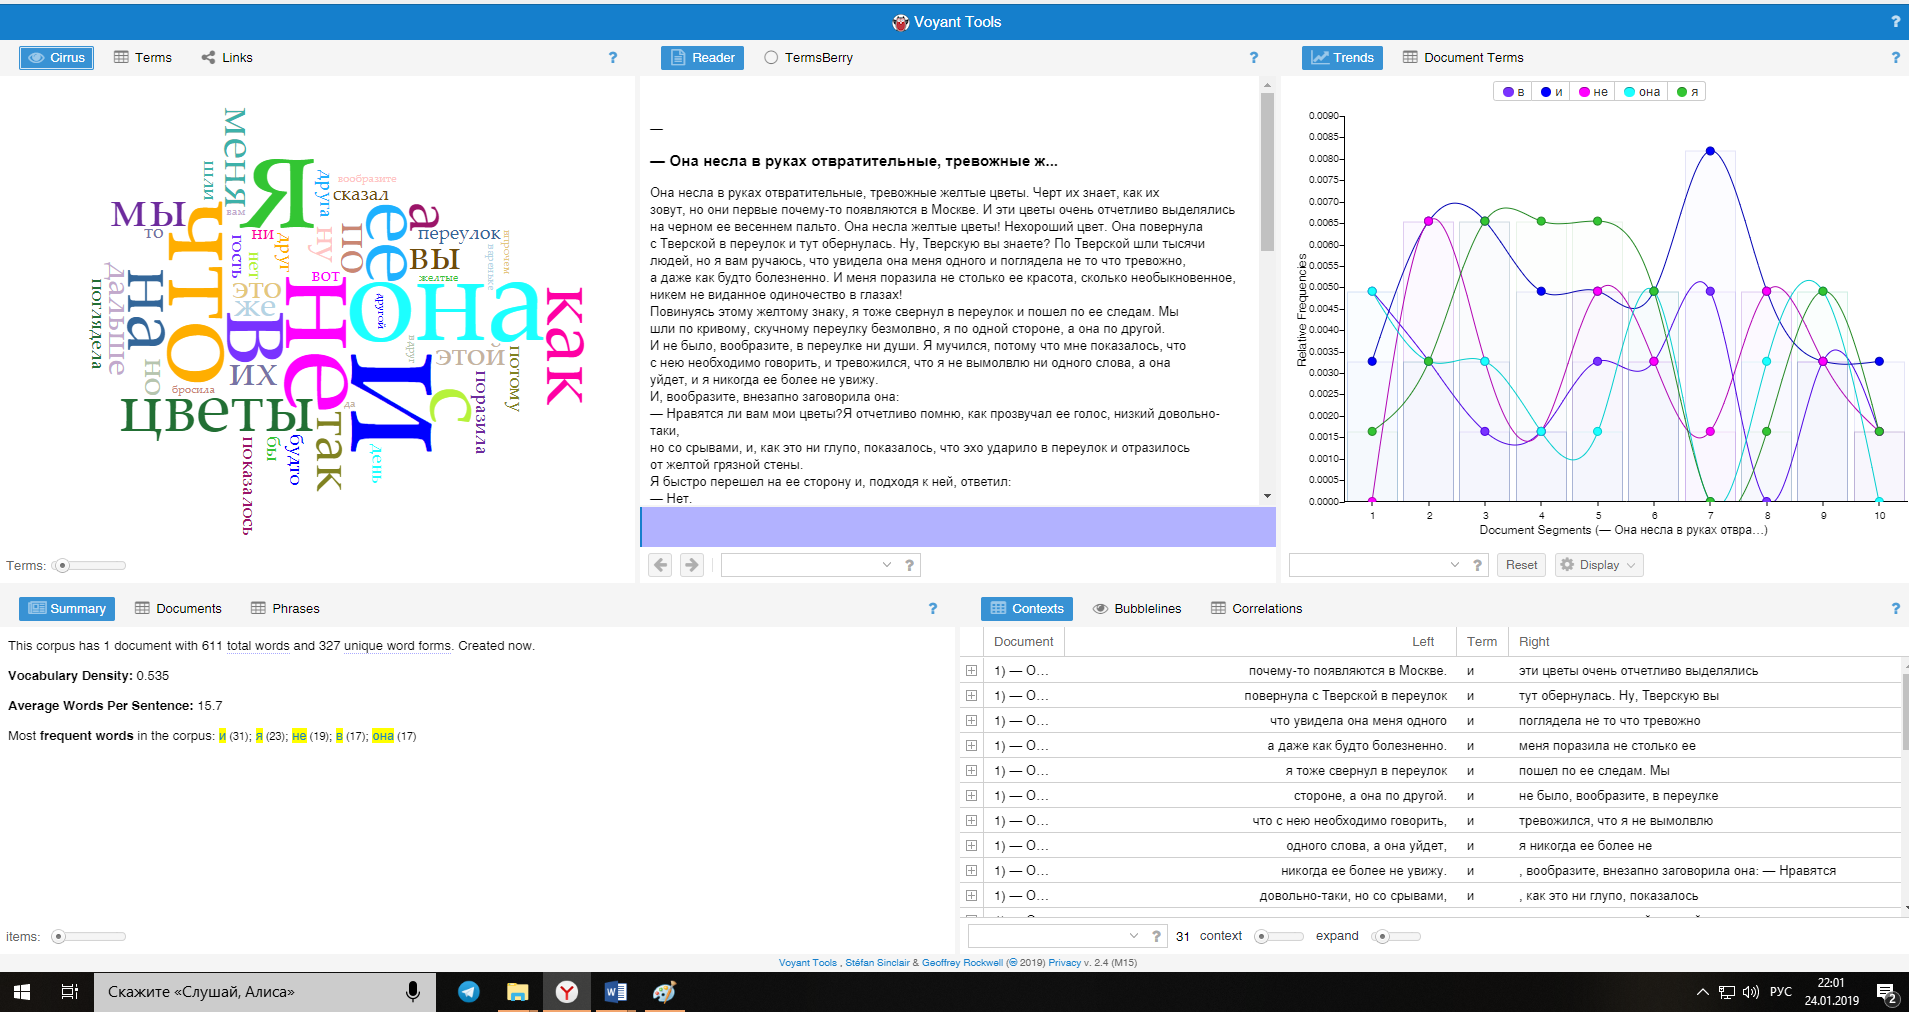 Voyant Tools
?
Cirrus Terms Links ?
меня
шли
вам
Я
друга
вообразите
сказал
мы
то
что
ни
друг
гость
нет
ну
по
ее
а
переулок
вы
вот
желтые
впрочем
это
же
на
дальше
поглядела
но
в
их
не
она
другой
как
вдруг
этой
потому
бросила
цветы
так
да
и
с
поразила
показалось
бы
будто
день
Terms:
Reader TermsBerry ?
—
— Она несла в руках отвратительные, тревожные ж...
Она несла в руках отвратительные, тревожные желтые цветы. Черт их знает, как их
зовут, но они первые почему-то появляются в Москве. И эти цветы очень отчетливо выделялись
на черном ее весеннем пальто. Она несла желтые цветы! Нехороший цвет. Она повернула
с Тверской в переулок и тут обернулась. Ну, Тверскую вы знаете? По Тверской шли тысячи
людей, но я вам ручаюсь, что увидела она меня одного и поглядела не то что тревожно,
а даже как будто болезненно. И меня поразила не столько ее красота, сколько необыкновенное,
никем не виданное одиночество в глазах!
Повинуясь этому желтому знаку, я тоже свернул в переулок и пошел по ее следам. Мы
шли по кривому, скучному переулку безмолвно, я по одной стороне, а она по другой.
И не было, вообразите, в переулке ни души. Я мучился, потому что мне показалось, что
с нею необходимо говорить, и тревожился, что я не вымолвлю ни одного слова, а она
уйдет, и я никогда ее более не увижу.
И, вообразите, внезапно заговорила она:
— Нравятся ли вам мои цветы?Я отчетливо помню, как прозвучал ее голос, низкий довольно-
таки,
но со срывами, и, как это ни глупо, показалось, что эхо ударило в переулок и отразилось
от желтой грязной стены.
Я быстро перешел на ее сторону и, подходя к ней, ответил:
— Нет.
?
Trends Document Terms ?
в и не она я
0.0090
0.0085
0.0080
0.0075
0.0070
0.0065
0.0060
0.0055
0.0050
0.0045
0.0040
0.0035
0.0030
0.0025
0.0020
0.0015
0.0010
0.0005
0.0000
Relative Frequencies
1 2 3 4 5 6 7 8 9 10
Document Segments (— Она несла в руках отвра...)
? Reset Display
Summary Documents Phrases ?
This corpus has 1 document with 611 total words and 327 unique word forms. Created now.
Vocabulary Density: 0.535
Average Words Per Sentence: 15.7
Most frequent words in the corpus: и (31); я (23); не (19); в (17); она (17)
items:
Contexts Bubblelines Correlations ?
Document Left Term Right
1) — О... почему-то появляются в Москве. и эти цветы очень отчетливо выделялись
1) — О... повернула с Тверской в переулок и тут обернулась. Ну, Тверскую вы
1) — О... что увидела она меня одного и поглядела не то что тревожно
1) — О... а даже как будто болезненно. и меня поразила не столько ее
1) — О... я тоже свернул в переулок и пошел по ее следам. Мы
1) — О... стороне, а она по другой. и не было, вообразите, в переулке
1) — О... что с нею необходимо говорить, и тревожился, что я не вымолвлю
1) — О... одного слова, а она уйдет, и я никогда ее более не
1) — О... никогда ее более не увижу. и , вообразите, внезапно заговорила она: — Нравятся
1) — О... довольно-таки, но со срывами, и , как это ни глупо, показалось
? 31 context expand
Voyant Tools , Stéfan Sinclair & Geoffrey Rockwell (© 2019) Privacy v. 2.4 (M15)
Скажите «Слушай, Алиса»
РУС
22:01
24.01.2019
2